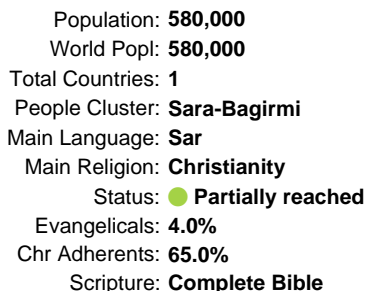 Population: 580,000
World Popl: 580,000
Total Countries: 1
People Cluster: Sara-Bagirmi
Main Language: Sar
Main Religion: Christianity
Status: Partially reached
Evangelicals: 4.0%
Chr Adherents: 65.0%
Scripture: Complete Bible